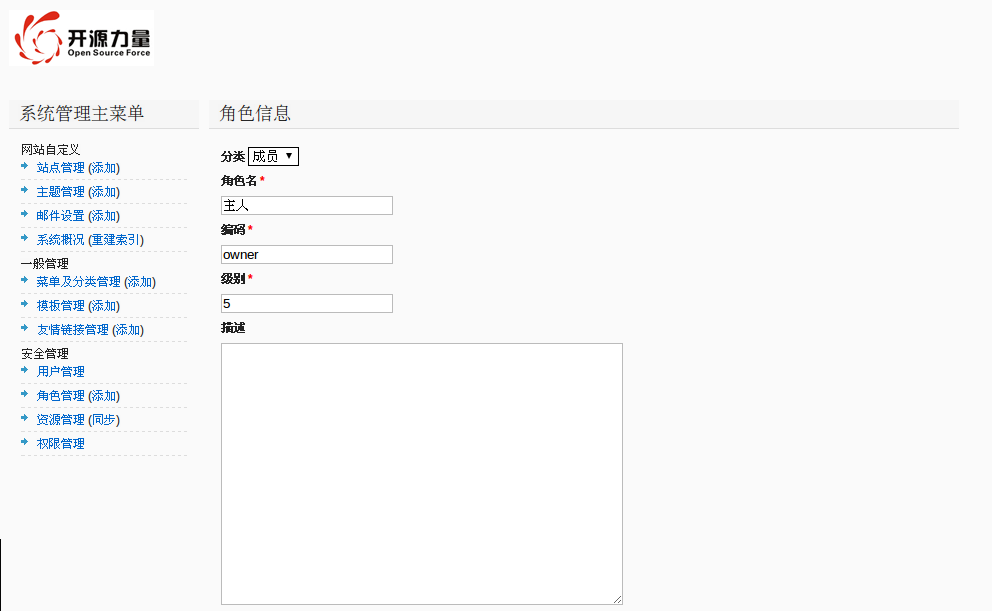 开源力量
Open Source Force
系统管理主菜单
网站自定义
站点管理 (添加)
主题管理 (添加)
邮件设置 (添加)
系统概况 (重建索引)
一般管理
菜单及分类管理 (添加)
模板管理 (添加)
友情链接管理 (添加)
安全管理
用户管理
角色管理 (添加)
资源管理 (同步)
权限管理
角色信息
分类 成员 ▼
角色名 *
主人
编码 *
owner
级别 *
5
描述